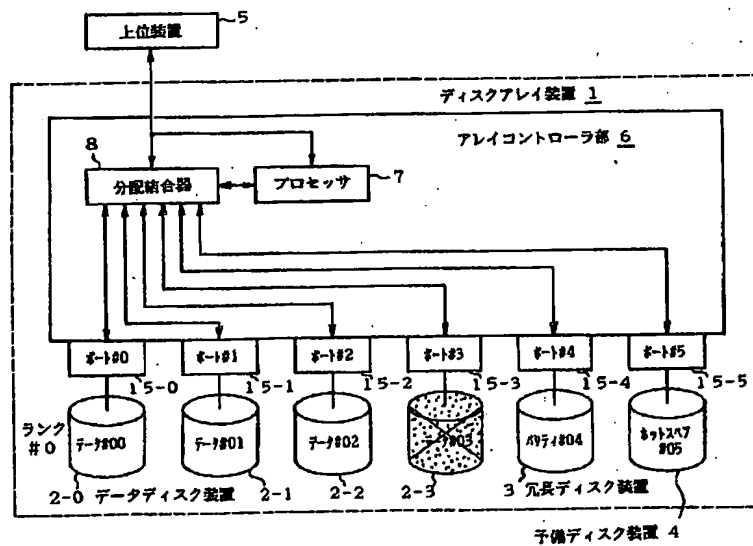 上位装置
5
ディスクアレイ装置 1
アレイコントローラ部 6
8
分配結合器
プロセッサ
7
ポート#0
ポート#1
ポート#2
ポート#3
ポート#4
ポート#5
15-0
15-1
15-2
15-3
15-4
15-5
ランク
#0
データ#00
データ#01
データ#02
データ#03
パリティ#04
ホットスペア
#05
2-0 データディスク装置
2-1
2-2
2-3
3 冗長ディスク装置
予備ディスク装置 4